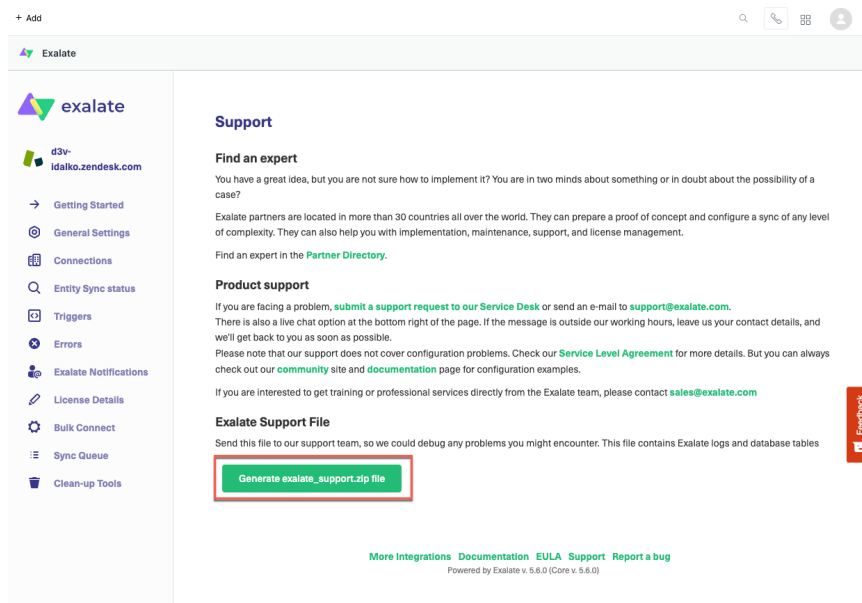 + Add
Exalate
exalate
d3v-
idalko.zendesk.com
Getting Started
General Settings
Connections
Entity Sync status
Triggers
Errors
Exalate Notifications
License Details
Bulk Connect
Sync Queue
Clean-up Tools
Support
Find an expert
You have a great idea, but you are not sure how to implement it? You are in two minds about something or in doubt about the possibility of a
case?
Exalate partners are located in more than 30 countries all over the world. They can prepare a proof of concept and configure a sync of any level
of complexity. They can also help you with implementation, maintenance, support, and license management.
Find an expert in the Partner Directory.
Product support
If you are facing a problem, submit a support request to our Service Desk or send an e-mail to support@exalate.com.
There is also a live chat option at the bottom right of the page. If the message is outside our working hours, leave us your contact details, and
we'll get back to you as soon as possible.
Please note that our support does not cover configuration problems. Check our Service Level Agreement for more details. But you can always
check out our community site and documentation page for configuration examples.
If you are interested to get training or professional services directly from the Exalate team, please contact sales@exalate.com
Exalate Support File
Send this file to our support team, so we could debug any problems you might encounter. This file contains Exalate logs and database tables
Generate exalate_support.zip file
Feedback
More Integrations Documentation EULA Support Report a bug
Powered by Exalate v. 5.6.0 (Core v. 5.6.0)